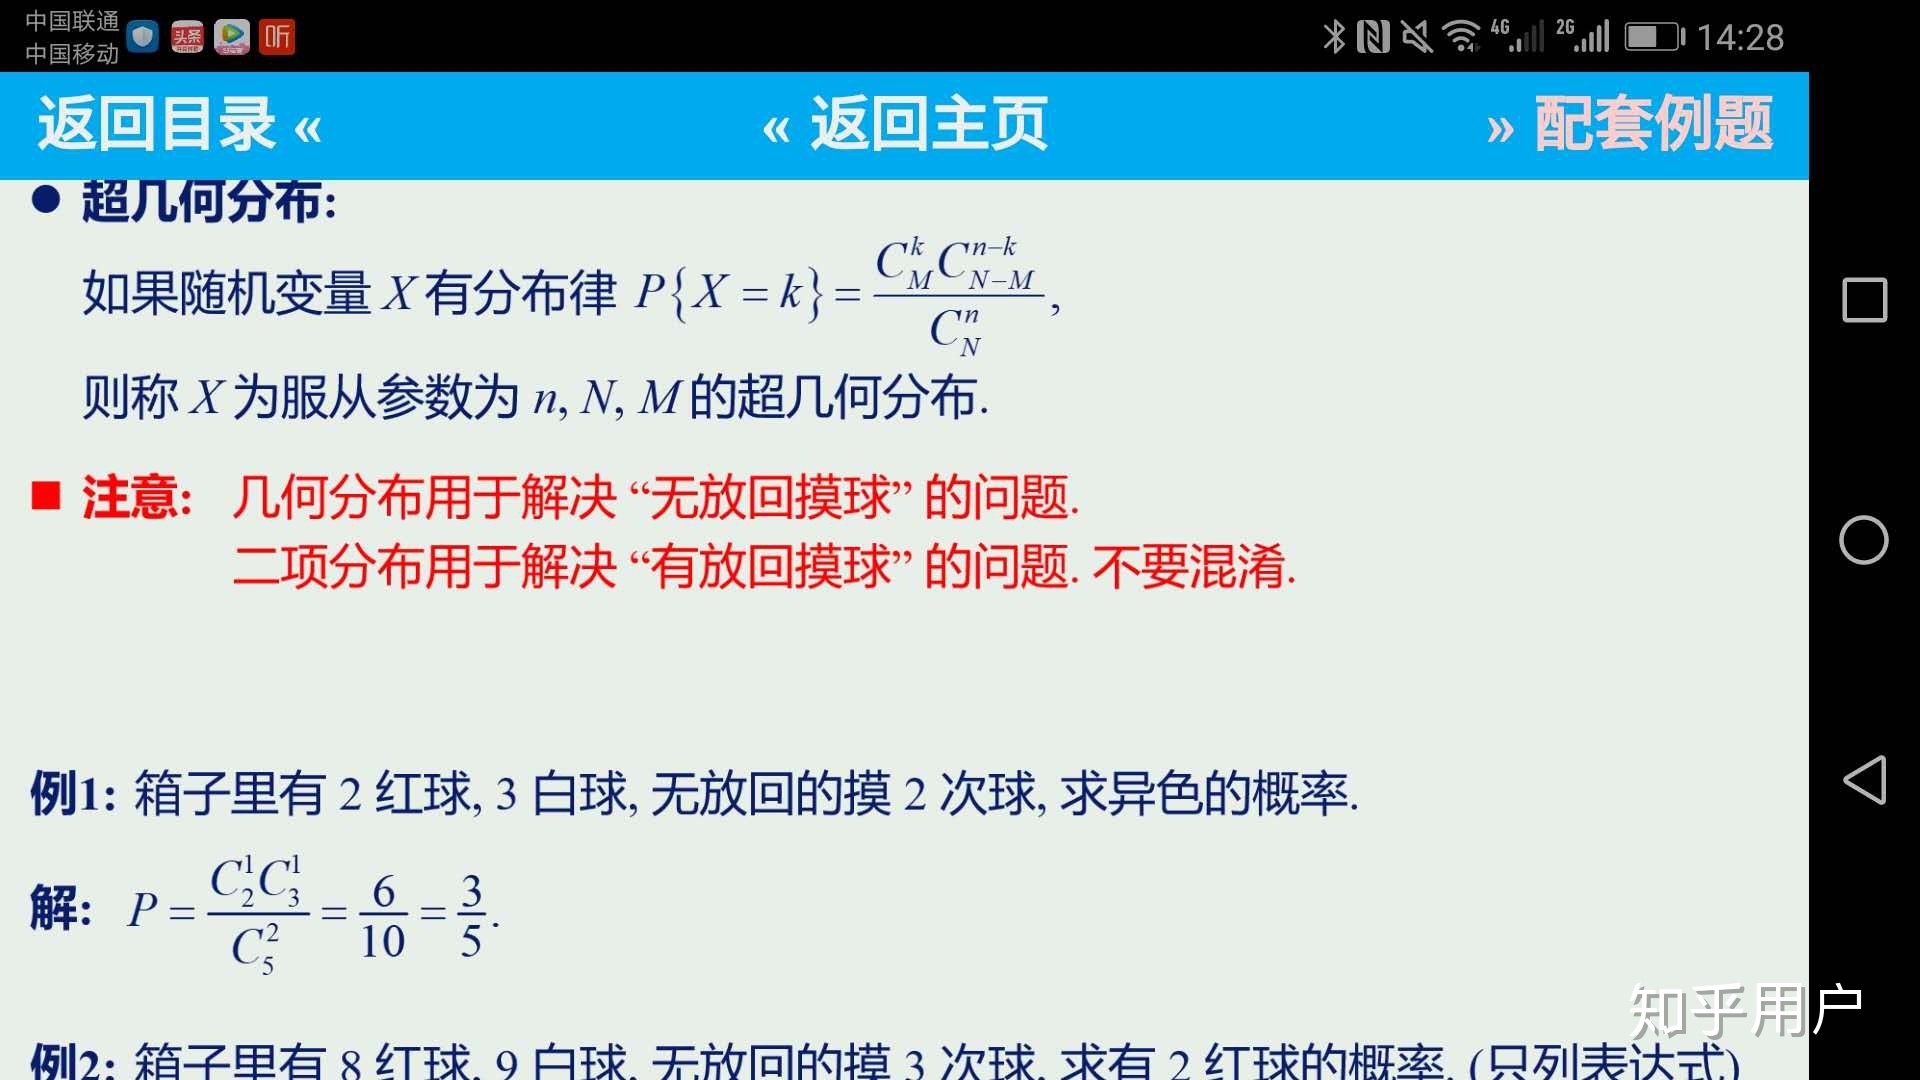 中国联通
中国移动
头条
听
4G
2G
14:28
返回目录 « « 返回主页 » 配套例题
● 超几何分布:
如果随机变量 X 有分布律 P{X = k} = \frac{C_M^k C_{N-M}^{n-k}}{C_N^n},
则称 X 为服从参数为 n, N, M 的超几何分布.
■ 注意: 几何分布用于解决 “无放回摸球” 的问题.
二项分布用于解决 “有放回摸球” 的问题. 不要混淆.
例1: 箱子里有 2 红球, 3 白球, 无放回的摸 2 次球, 求异色的概率.
解: P = \frac{C_2^1 C_3^1}{C_5^2} = \frac{6}{10} = \frac{3}{5}.
例2: 箱子里有 8 红球, 9 白球, 无放回的摸 3 次球, 求有 2 红球的概率. (只列表达式)
知乎用户